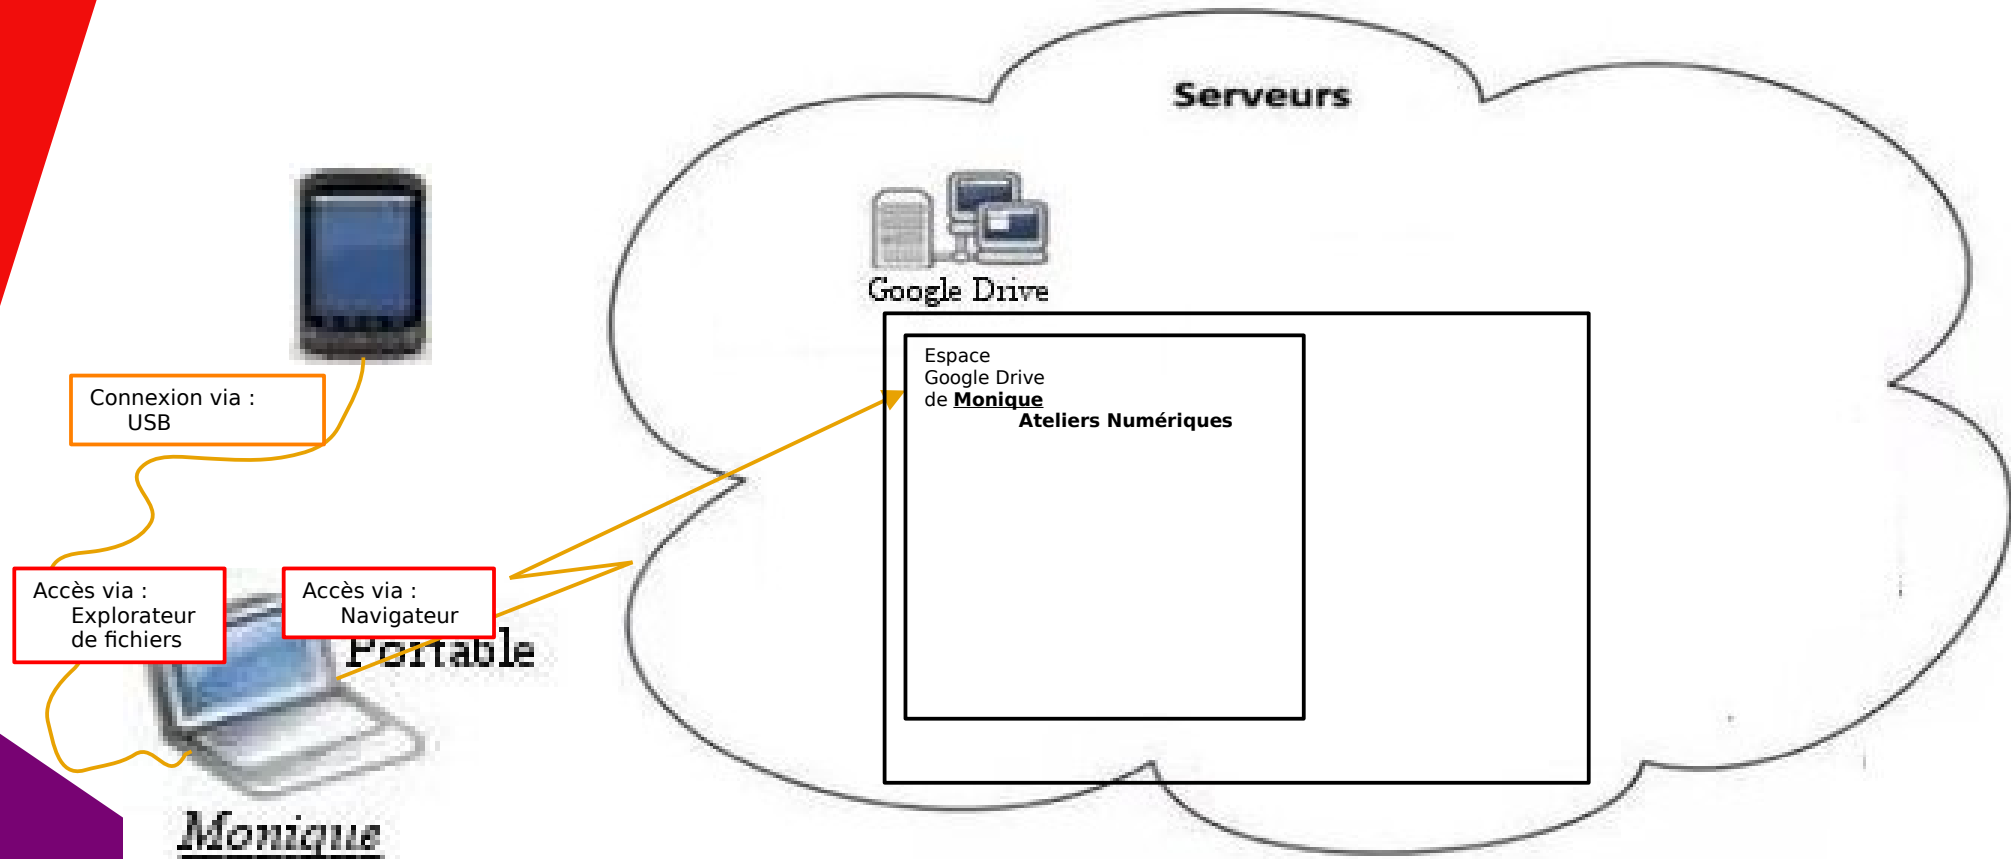 Serveurs
Google Drive
Espace
Google Drive
de Monique
Ateliers Numériques
Connexion via :
USB
Accès via :
Explorateur
de fichiers
Accès via :
Navigateur
Portable
Monique